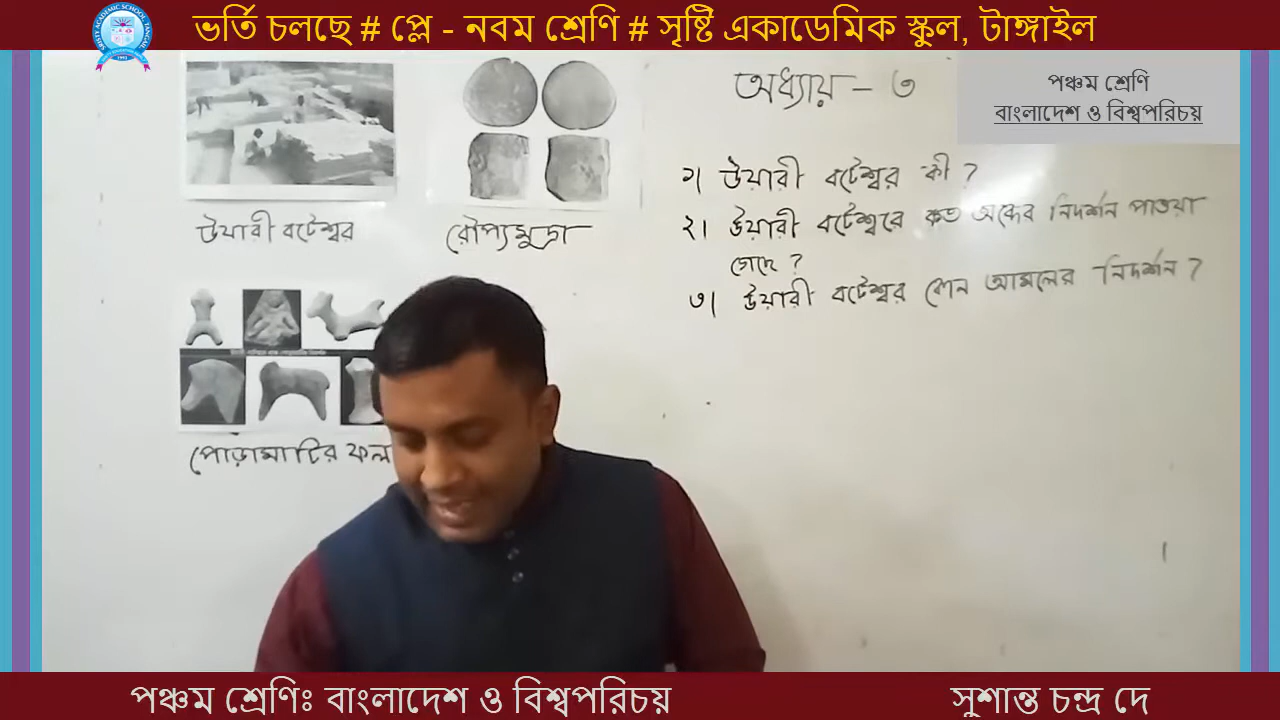 ভর্তি চলছে # প্লে - নবম শ্রেণি # সৃষ্টি একাডেমিক স্কুল, টাঙ্গাইল
পঞ্চম শ্রেণি
বাংলাদেশ ও বিশ্বপরিচয়
অধ্যায় - ৩
উয়ারী বটেশ্বর
রৌপ্যমুদ্রা
পোড়ামাটির ফল
১। উয়ারী বটেশ্বর কী ?
২। উয়ারী বটেশ্বরে কত অব্দের নিদর্শন পাওয়া
গেছে ?
৩। উয়ারী বটেশ্বর কোন আমলের নিদর্শন ?
পঞ্চম শ্রেণিঃ বাংলাদেশ ও বিশ্বপরিচয়
সুশান্ত চন্দ্র দে